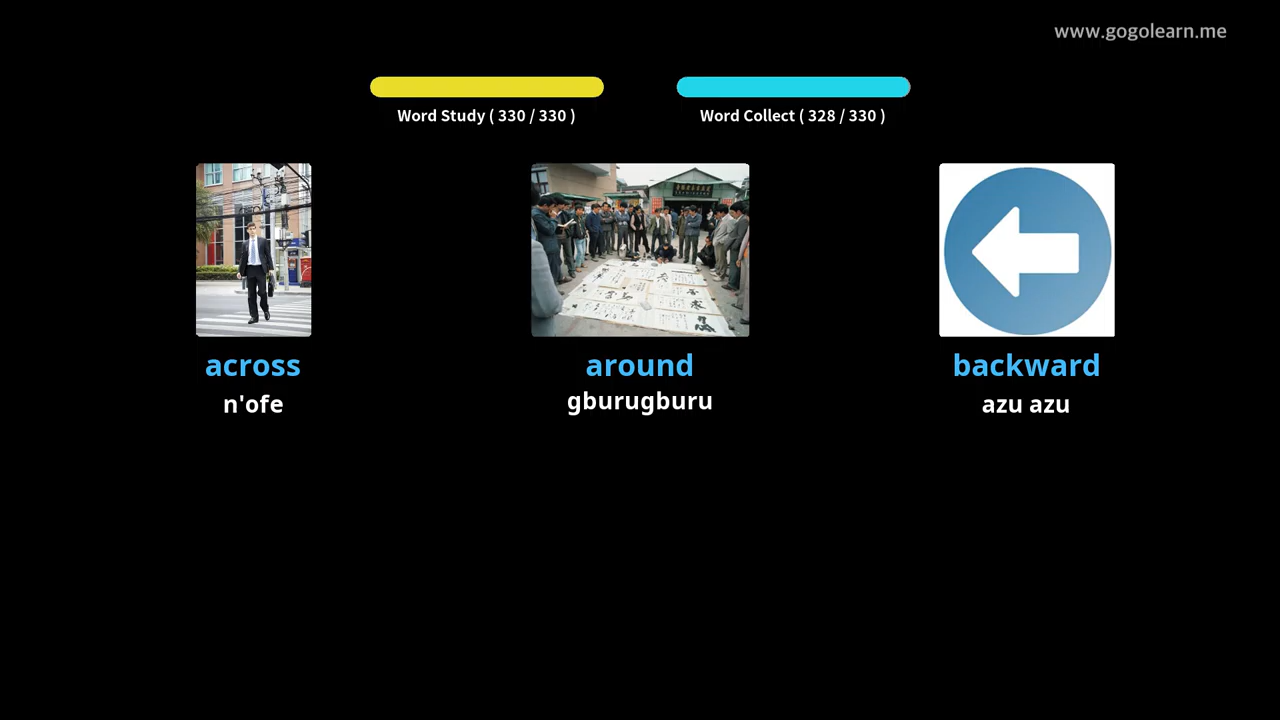 www.gogolearn.me
Word Study ( 330 / 330 )
Word Collect ( 328 / 330 )
across
around
backward
n'ofe
gburugburu
azu azu